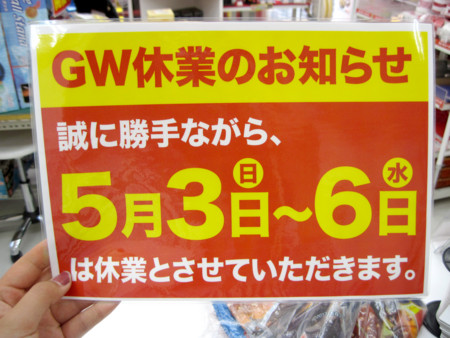 GW休業のお知らせ
誠に勝手ながら、
5月3日(日)〜6日(水)
は休業とさせていただきます。